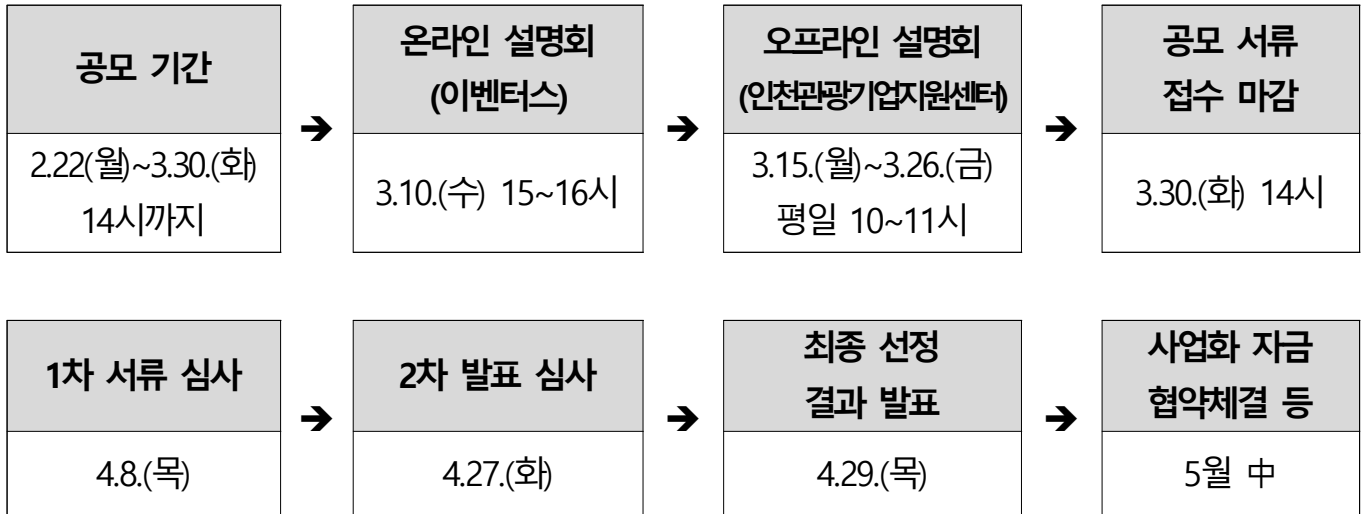 공모 기간
2.22(월)~3.30.(화)
14시까지
➔
온라인 설명회
(이벤터스)
3.10.(수) 15~16시
➔
오프라인 설명회
(인천관광기업지원센터)
3.15.(월)~3.26.(금)
평일 10~11시
➔
공모 서류
접수 마감
3.30.(화) 14시
1차 서류 심사
4.8.(목)
➔
2차 발표 심사
4.27.(화)
➔
최종 선정
결과 발표
4.29.(목)
➔
사업화 자금
협약체결 등
5월 中